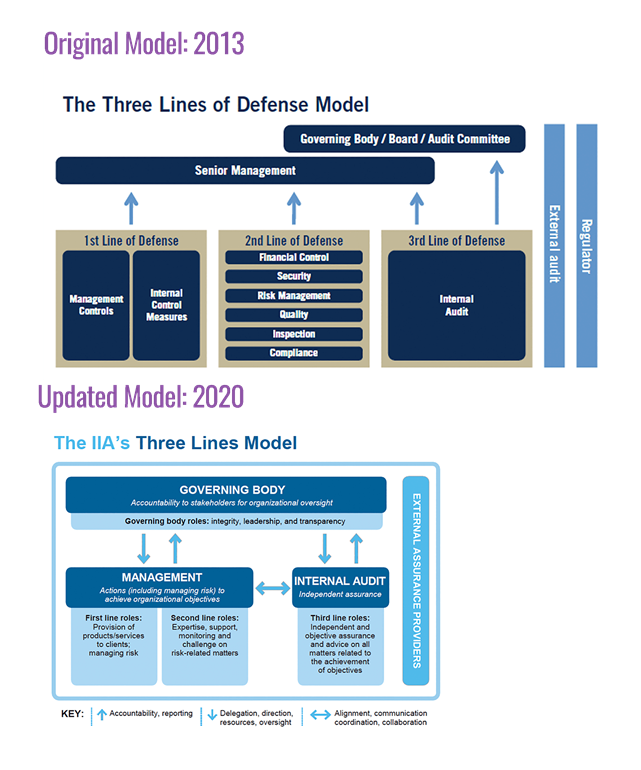 Original Model: 2013
The Three Lines of Defense Model
Governing Body / Board / Audit Committee
Senior Management
1st Line of Defense
Management
Controls
Internal
Control
Measures
2nd Line of Defense
Financial Control
Security
Risk Management
Quality
Inspection
Compliance
3rd Line of Defense
Internal
Audit
External audit
Regulator
Updated Model: 2020
The IIA's Three Lines Model
GOVERNING BODY
Accountability to stakeholders for organizational oversight
Governing body roles: integrity, leadership, and transparency
MANAGEMENT
Actions (including managing risk) to
achieve organizational objectives
First line roles:
Provision of
products/services
to clients;
managing risk
Second line roles:
Expertise, support,
monitoring and
challenge on
risk-related matters
INTERNAL AUDIT
Independent assurance
Third line roles:
Independent and
objective assurance
and advice on all
matters related to
the achievement
of objectives
EXTERNAL ASSURANCE PROVIDERS
KEY:
Accountability, reporting
Delegation, direction,
resources, oversight
Alignment, communication
coordination, collaboration